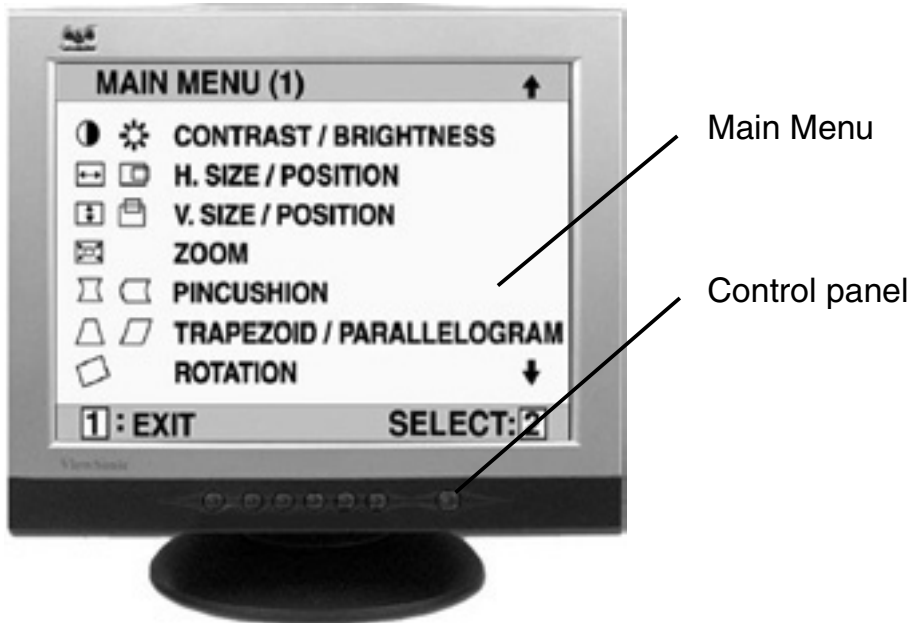 MAIN MENU (1)
CONTRAST / BRIGHTNESS
H. SIZE / POSITION
V. SIZE / POSITION
ZOOM
PINCUSHION
TRAPEZOID / PARALLELOGRAM
ROTATION
1 : EXIT SELECT: 2
ViewSonic
Main Menu
Control panel